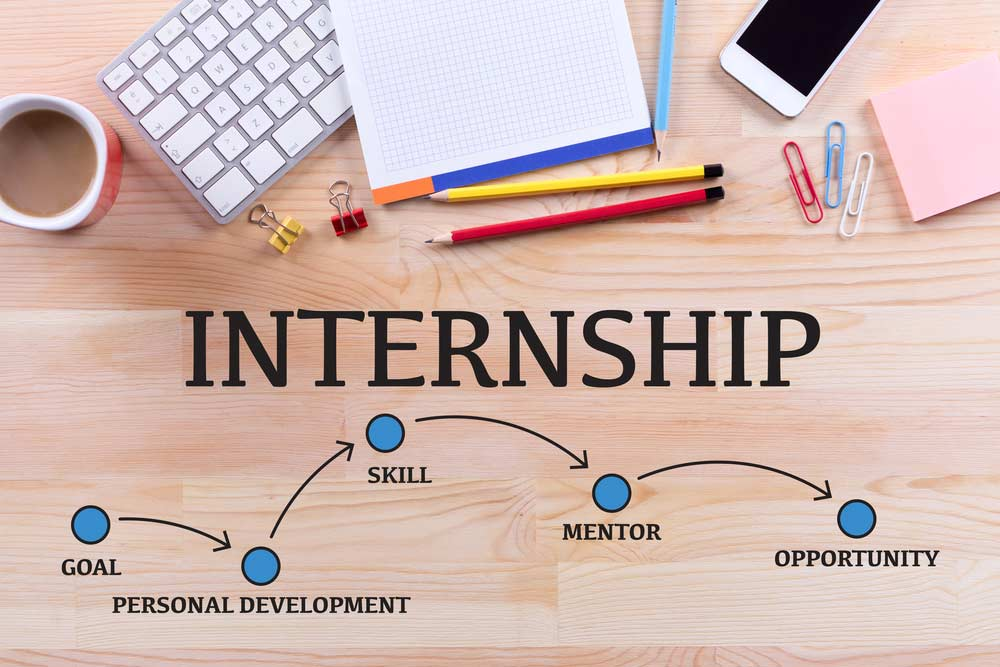 INTERNSHIP
SKILL
MENTOR
OPPORTUNITY
GOAL
PERSONAL DEVELOPMENT